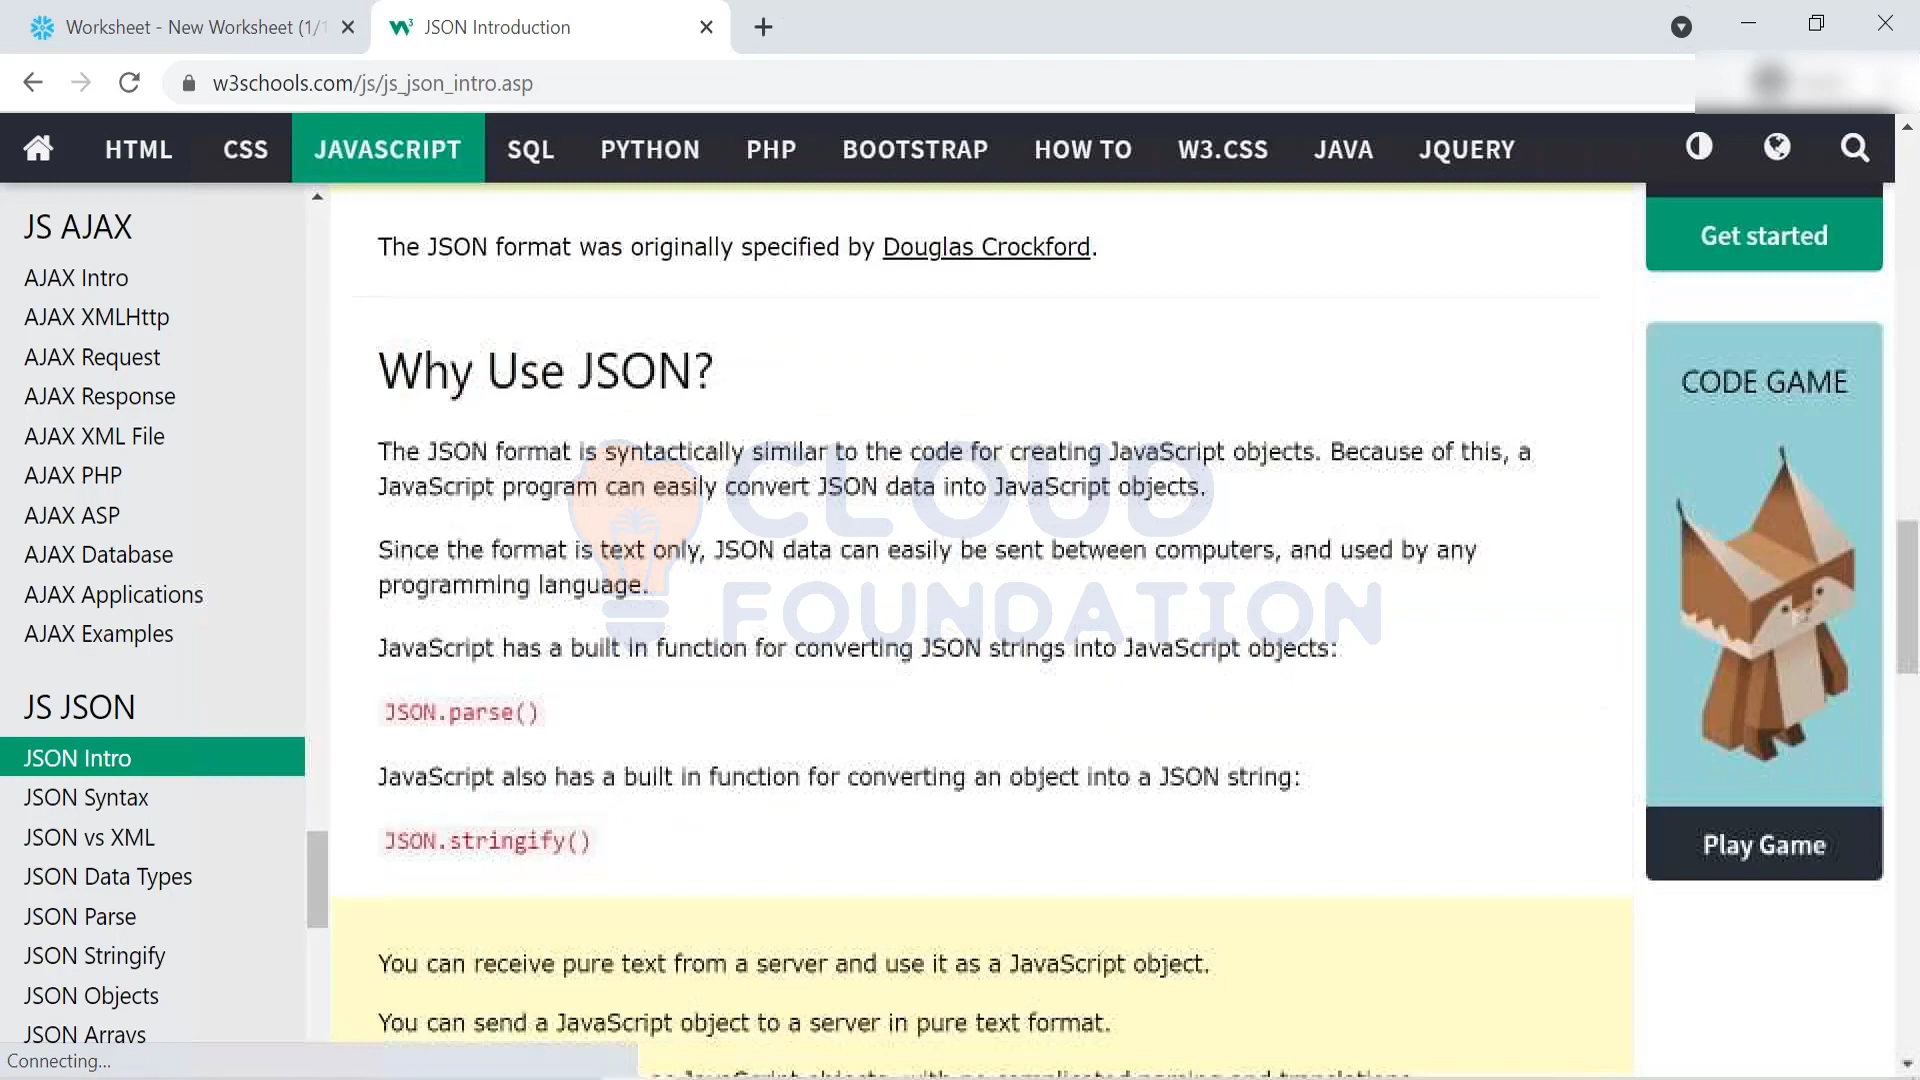 Worksheet - New Worksheet (1/1
JSON Introduction
w3schools.com/js/js_json_intro.asp
HTML
CSS
JAVASCRIPT
SQL
PYTHON
PHP
BOOTSTRAP
HOW TO
W3.CSS
JAVA
JQUERY
JS AJAX
AJAX Intro
AJAX XMLHttp
AJAX Request
AJAX Response
AJAX XML File
AJAX PHP
AJAX ASP
AJAX Database
AJAX Applications
AJAX Examples
JS JSON
JSON Intro
JSON Syntax
JSON vs XML
JSON Data Types
JSON Parse
JSON Stringify
JSON Objects
JSON Arrays
Connecting...
The JSON format was originally specified by Douglas Crockford.
Why Use JSON?
The JSON format is syntactically similar to the code for creating JavaScript objects. Because of this, a
JavaScript program can easily convert JSON data into JavaScript objects.
Since the format is text only, JSON data can easily be sent between computers, and used by any
programming language.
JavaScript has a built in function for converting JSON strings into JavaScript objects:
JSON.parse()
JavaScript also has a built in function for converting an object into a JSON string:
JSON.stringify()
You can receive pure text from a server and use it as a JavaScript object.
You can send a JavaScript object to a server in pure text format.
CLOUD
FOUNDATION
Get started
CODE GAME
Play Game